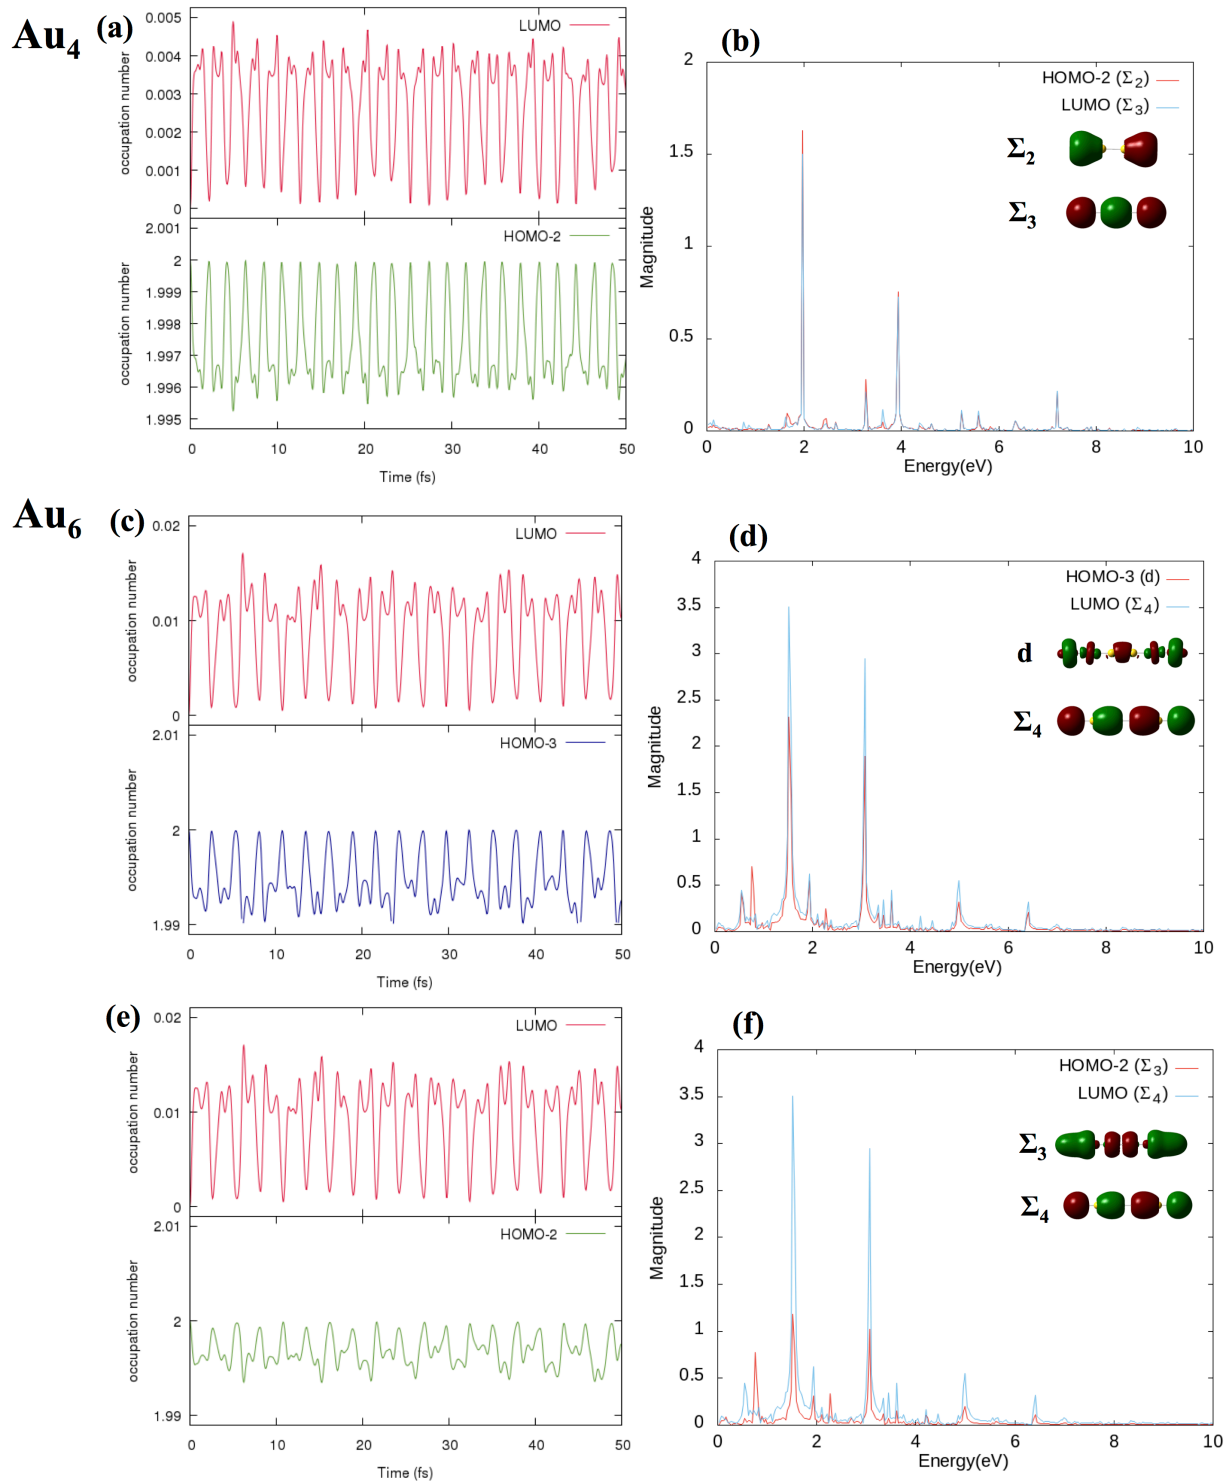 Au4 (a)
LUMO
0.005
0.004
0.003
0.002
0.001
0
occupation number
HOMO-2
2.001
2
1.999
1.998
1.997
1.996
1.995
occupation number
0 10 20 30 40 50
Time (fs)
(b)
HOMO-2 (Σ2)
LUMO (Σ3)
Σ2
Σ3
2
1.5
1
0.5
0
Magnitude
0 2 4 6 8 10
Energy(eV)
Au6 (c)
LUMO
0.02
0.01
0
occupation number
HOMO-3
2.01
2
1.99
occupation number
0 10 20 30 40 50
Time (fs)
(d)
HOMO-3 (d)
LUMO (Σ4)
d
Σ4
4
3.5
3
2.5
2
1.5
1
0.5
0
Magnitude
0 2 4 6 8 10
Energy(eV)
(e)
LUMO
0.02
0.01
0
occupation number
HOMO-2
2.01
2
1.99
occupation number
0 10 20 30 40 50
Time (fs)
(f)
HOMO-2 (Σ3)
LUMO (Σ4)
Σ3
Σ4
4
3.5
3
2.5
2
1.5
1
0.5
0
Magnitude
0 2 4 6 8 10
Energy(eV)